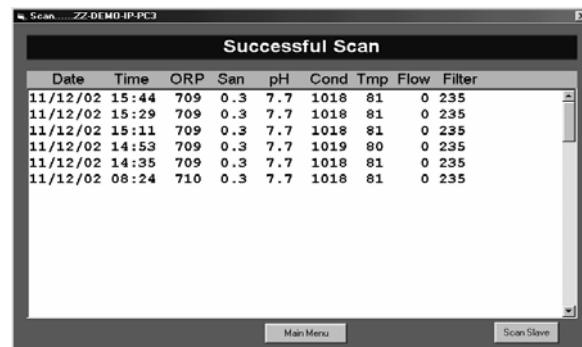 Scan......ZZ-DEMO-IP-PC3
Successful Scan
Date Time ORP San pH Cond Tmp Flow Filter
11/12/02 15:44 709 0.3 7.7 1018 81 0 235
11/12/02 15:29 709 0.3 7.7 1018 81 0 235
11/12/02 15:11 709 0.3 7.7 1018 81 0 235
11/12/02 14:53 709 0.3 7.7 1019 80 0 235
11/12/02 14:35 709 0.3 7.7 1018 81 0 235
11/12/02 08:24 710 0.3 7.7 1018 81 0 235
Main Menu Scan Slave